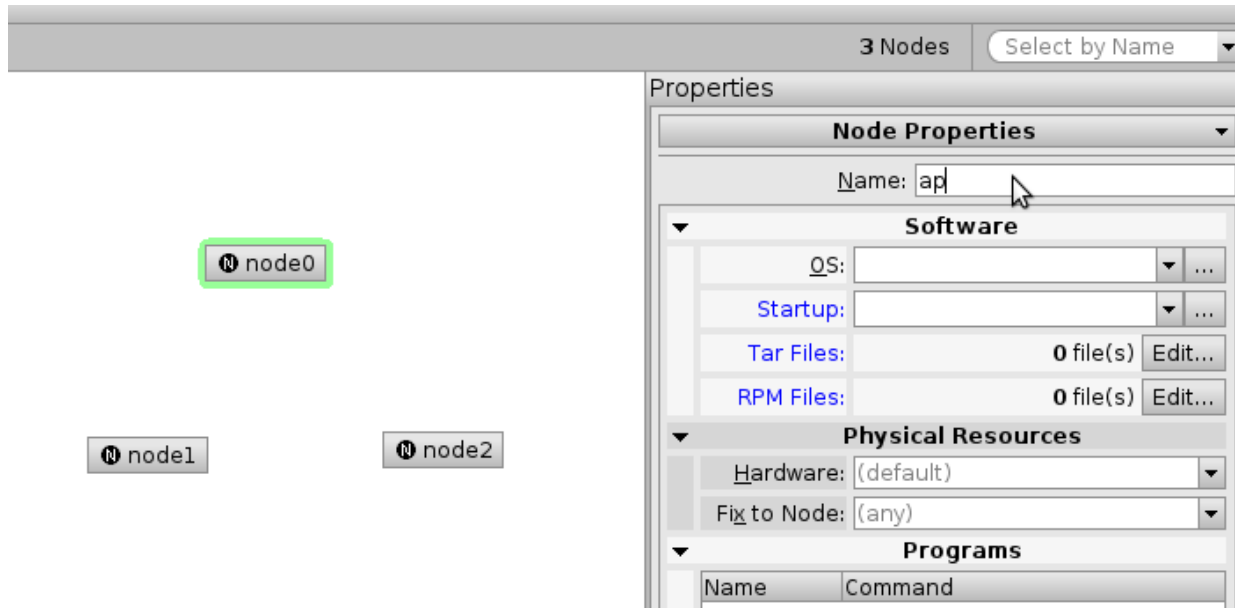 3 Nodes
Select by Name
Properties
Node Properties
Name: ap
Software
OS:
...
Startup:
...
Tar Files: 0 file(s) Edit...
RPM Files: 0 file(s) Edit...
Physical Resources
Hardware: (default)
Fix to Node: (any)
Programs
Name Command
N node0
N node1
N node2